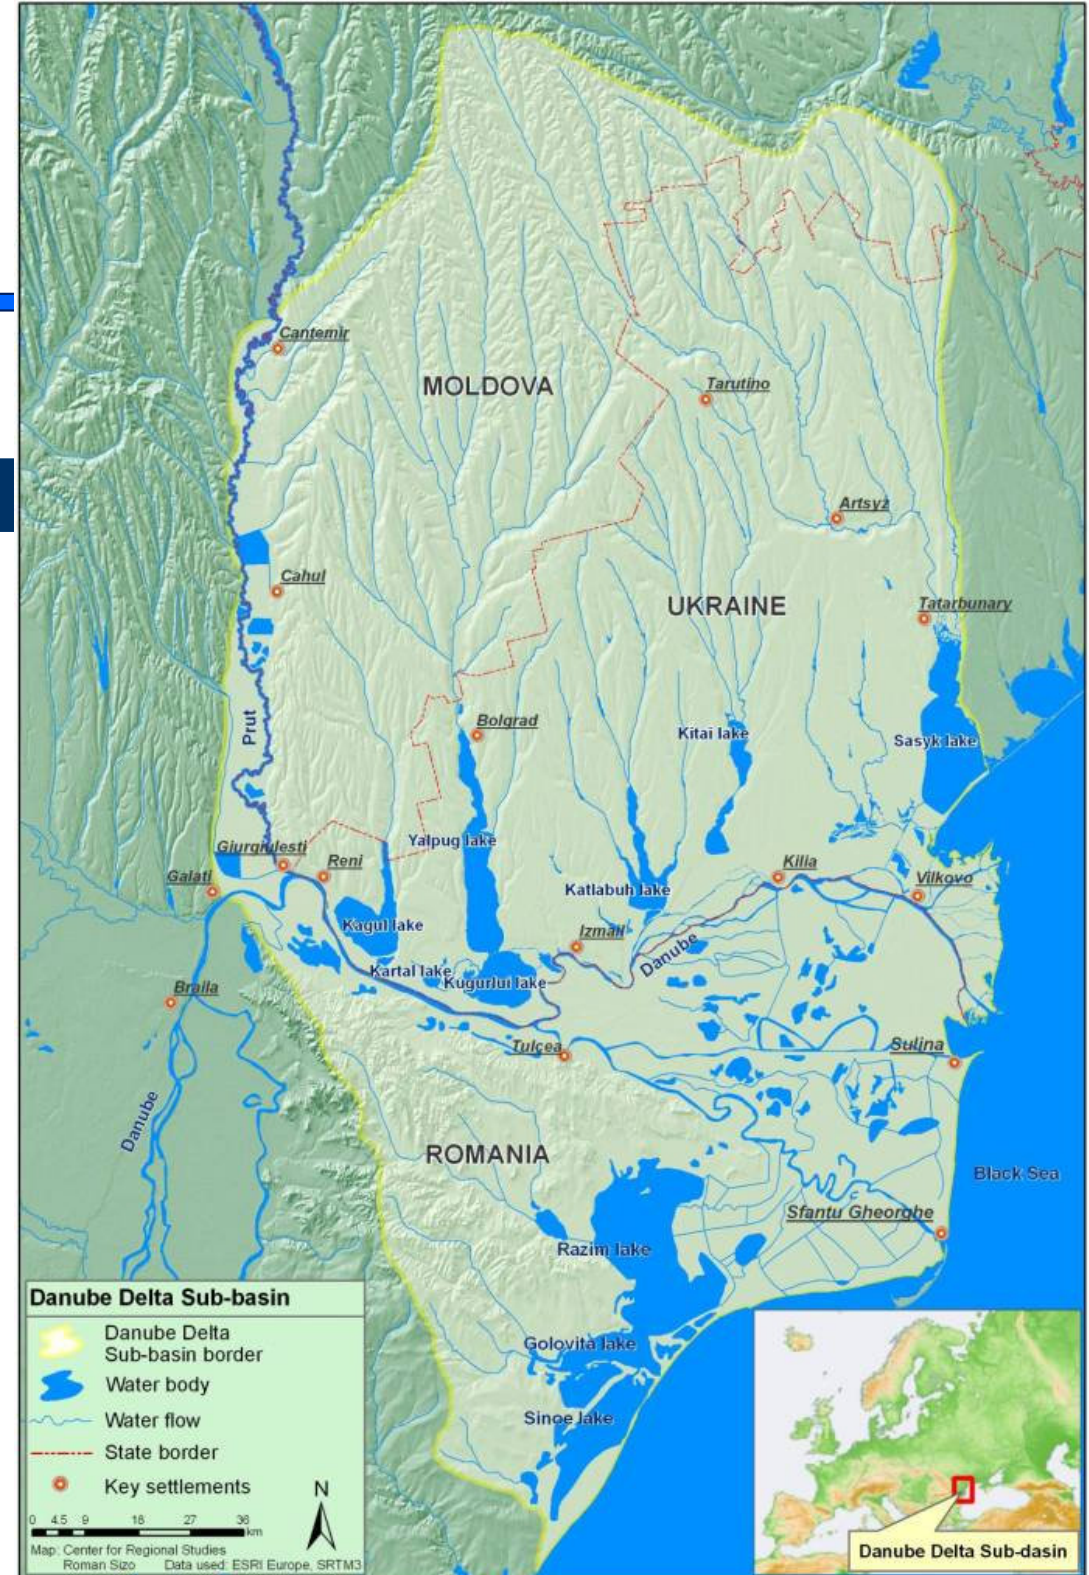 Cantemir
MOLDOVA
Tarutino
Artsyz
Cahul
UKRAINE
Tatarbunary
Prut
Bolgrad
Kitai lake
Sasyk lake
Giurgiulesti
Reni
Yalpug lake
Galati
Kilia
Vilkovo
Katlabuh lake
Kagul lake
Izmail
Danube
Kartal lake
Kugurlui lake
Braila
Tulcea
Sulina
Danube
ROMANIA
Black Sea
Sfantu Gheorghe
Razim lake
Golovita lake
Sinoe lake
Danube Delta Sub-basin
Danube Delta
Sub-basin border
Water body
Water flow
State border
Key settlements
N
0 4.5 9 18 27 36
km
Map: Center for Regional Studies
Roman Sizo Data used: ESRI Europe, SRTM3
Danube Delta Sub-dasin